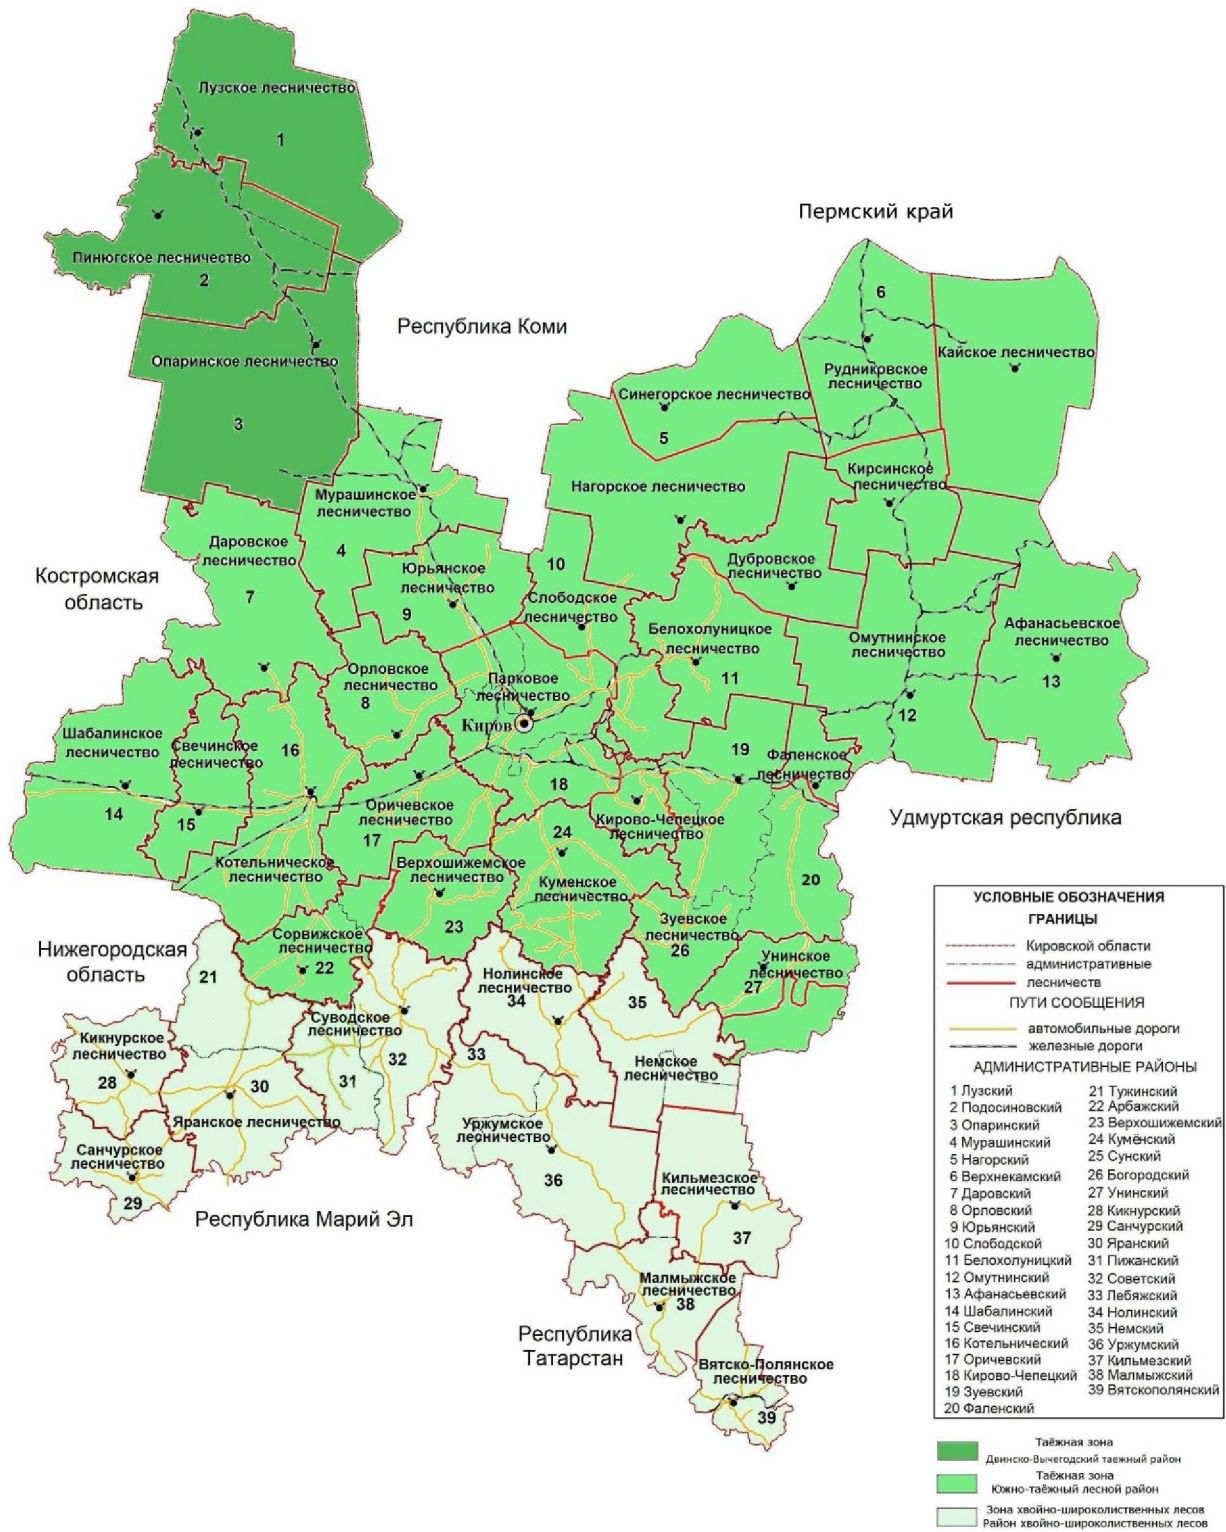 Лузское лесничество
1
Пермский край
Пинюгское лесничество
2
6
Республика Коми
Опаринское лесничество
3
Кайское лесничество
Рудниковское
лесничество
Синегорское лесничество
5
Кирсинское
лесничество
Нагорское лесничество
Мурашинское
лесничество
4
Даровское
лесничество
7
Костромская
область
Юрьянское
лесничество
9
10
Слободское
лесничество
Дубровское
лесничество
Белохолуницкое
лесничество
11
Омутнинское
лесничество
12
Афанасьевское
лесничество
13
Орловское
лесничество
8
Парковое
лесничество
Киров
Шабалинское
лесничество
14
Свечинское
лесничество
15
16
19
Фаленское
лесничество
18
Удмуртская республика
Оричевское
лесничество
17
Кирово-Чепецкое
лесничество
24
Котельническое
лесничество
Верхошижемское
лесничество
23
Куменское
лесничество
20
Зуевское
лесничество
26
Нижегородская
область
Сорвижское
лесничество
22
21
Унинское
лесничество
27
Нолинское
лесничество
34
35
Суводское
лесничество
32
Кикнурское
лесничество
28
33
Немское
лесничество
30
31
Яранское лесничество
Уржумское
лесничество
36
Санчурское
лесничество
29
Кильмезское
лесничество
37
Республика Марий Эл
Малмыжское
лесничество
38
Республика
Татарстан
Вятско-Полянское
лесничество
39
УСЛОВНЫЕ ОБОЗНАЧЕНИЯ
ГРАНИЦЫ
Кировской области
административные
лесничеств
ПУТИ СООБЩЕНИЯ
автомобильные дороги
железные дороги
АДМИНИСТРАТИВНЫЕ РАЙОНЫ
1 Лузский
2 Подосиновский
3 Опаринский
4 Мурашинский
5 Нагорский
6 Верхнекамский
7 Даровский
8 Орловский
9 Юрьянский
10 Слободской
11 Белохолуницкий
12 Омутнинский
13 Афанасьевский
14 Шабалинский
15 Свечинский
16 Котельнический
17 Оричевский
18 Кирово-Чепецкий
19 Зуевский
20 Фаленский
21 Тужинский
22 Арбажский
23 Верхошижемский
24 Кумёнский
25 Сунский
26 Богородский
27 Унинский
28 Кикнурский
29 Санчурский
30 Яранский
31 Пижанский
32 Советский
33 Лебяжский
34 Нолинский
35 Немский
36 Уржумский
37 Кильмезский
38 Малмыжский
39 Вятскополянский
Таёжная зона
Двинско-Вычегодский таежный район
Таёжная зона
Южно-таёжный лесной район
Зона хвойно-широколиственных лесов
Район хвойно-широколиственных лесов